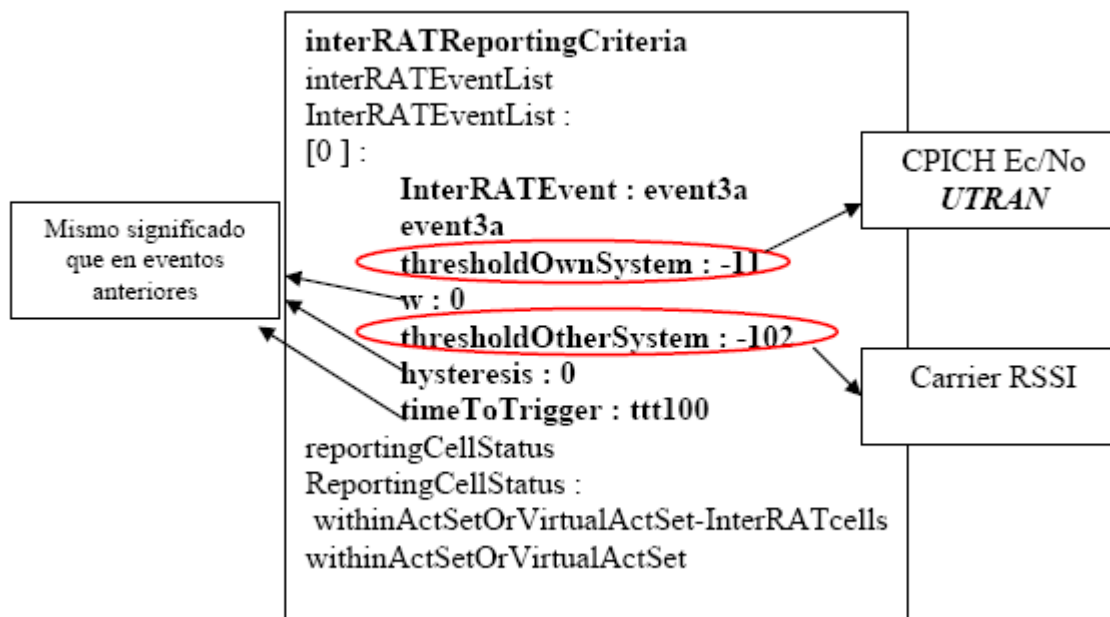 interRATReportingCriteria
interRATEventList
InterRATEventList :
[0 ] :
InterRATEvent : event3a
event3a
thresholdOwnSystem : -11
w : 0
thresholdOtherSystem : -102
hysteresis : 0
timeToTrigger : ttt100
reportingCellStatus
ReportingCellStatus :
withinActSetOrVirtualActSet-InterRATcells
withinActSetOrVirtualActSet
Mismo significado
que en eventos
anteriores
CPICH Ec/No
UTRAN
Carrier RSSI